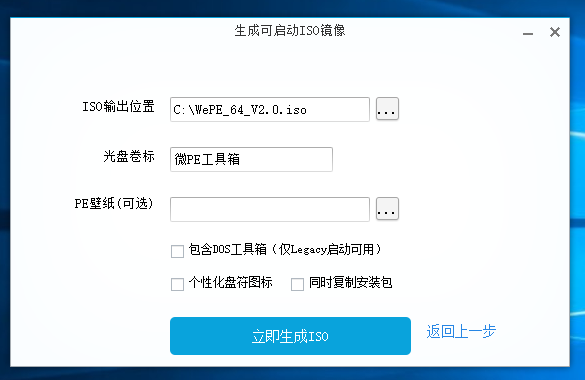 生成可启动ISO镜像
ISO输出位置 C:\WePE_64_V2.0.iso ...
光盘卷标 微PE工具箱
PE壁纸(可选) ...
包含DOS工具箱（仅Legacy启动可用）
个性化盘符图标 同时复制安装包
立即生成ISO 返回上一步